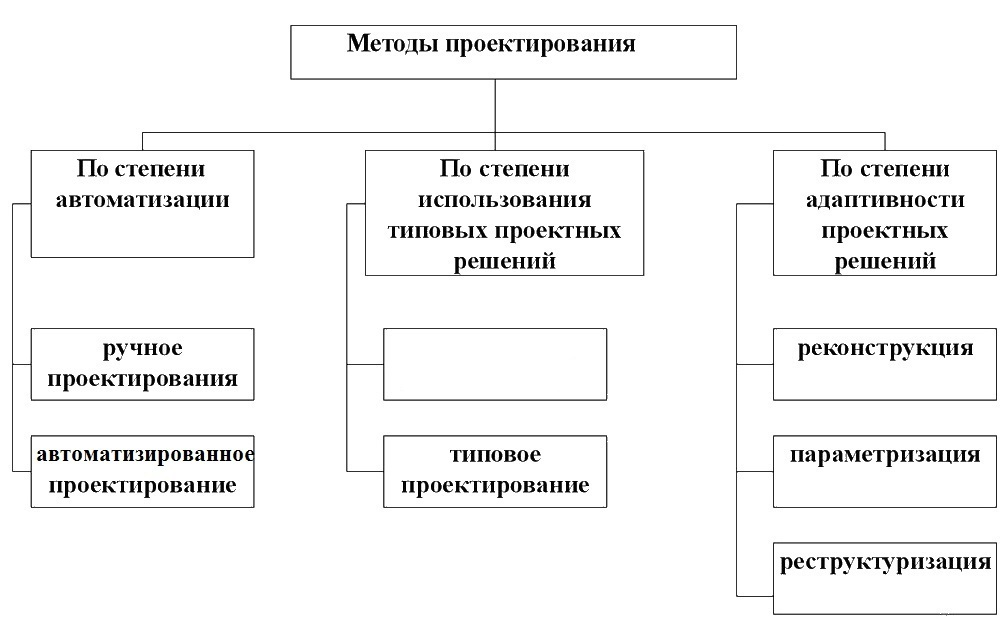 Методы проектирования
По степени
автоматизации
По степени
использования
типовых проектных
решений
По степени
адаптивности
проектных
решений
ручное
проектирования
реконструкция
автоматизированное
проектирование
типовое
проектирование
параметризация
реструктуризация